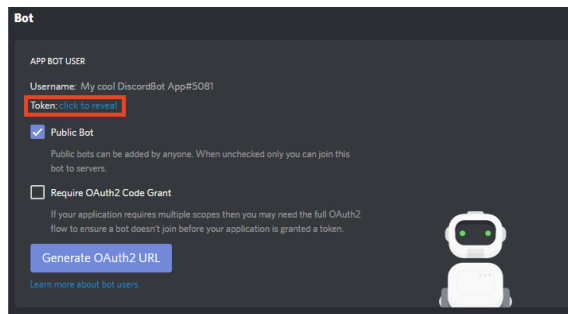 Bot
APP BOT USER
Username: My cool DiscordBot App#5081
Token:click to reveal
Public Bot
Public bots can be added by anyone. When unchecked only you can join this
bot to servers.
Require OAuth2 Code Grant
If your application requires multiple scopes then you may need the full OAuth2
flow to ensure a bot doesn't join before your application is granted a token.
Generate OAuth2 URL
Learn more about bot users.